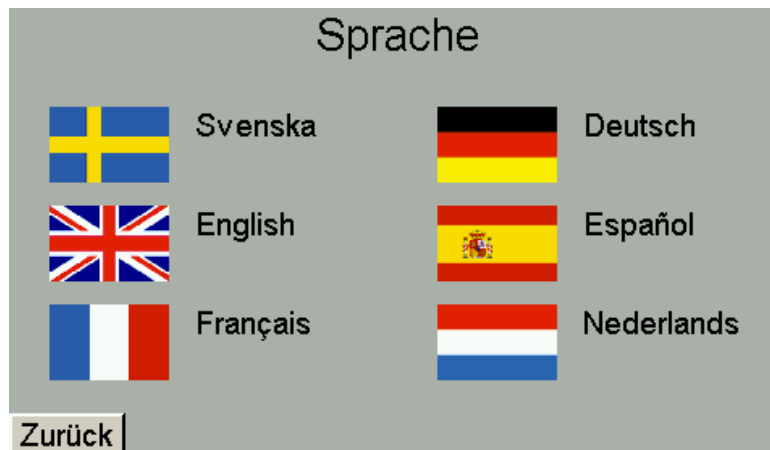 Sprache
Svenska
Deutsch
English
Español
Français
Nederlands
Zurück